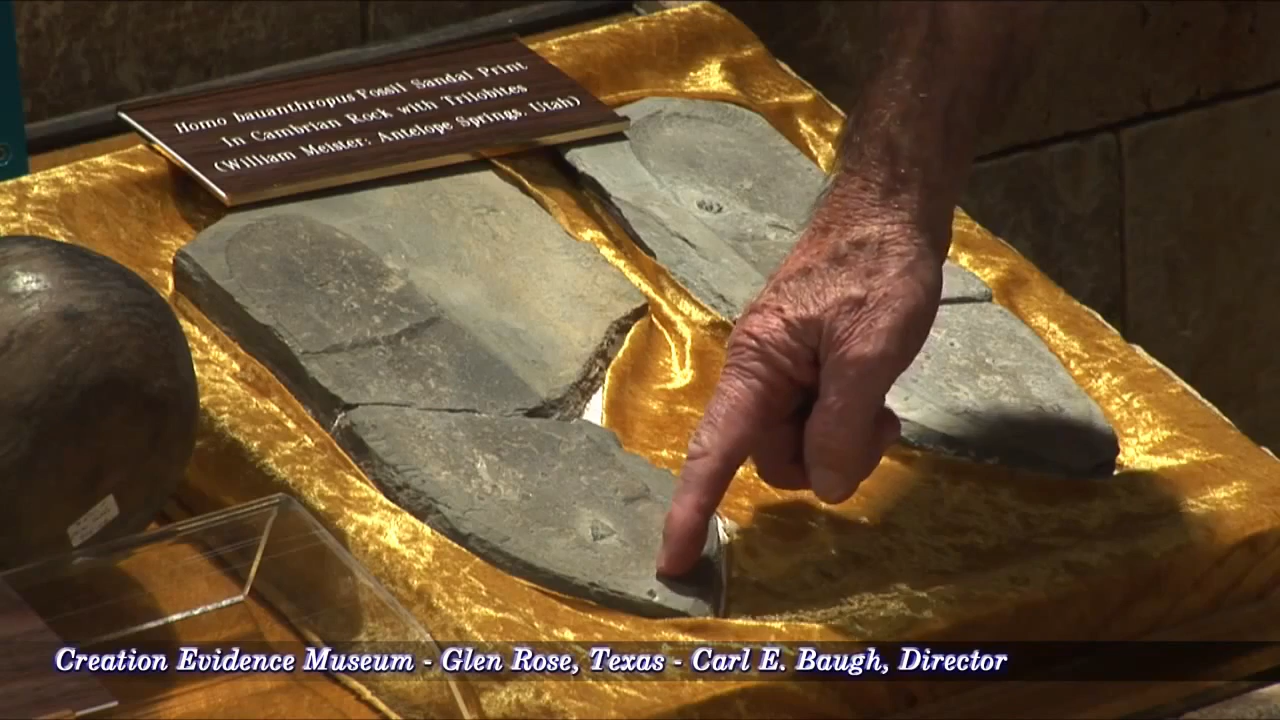 Homo bauanthropus Fossil Sandal Print
In Cambrian Rock with Trilobites
(William Meister: Antelope Springs, Utah)
Creation Evidence Museum - Glen Rose, Texas - Carl E. Baugh, Director